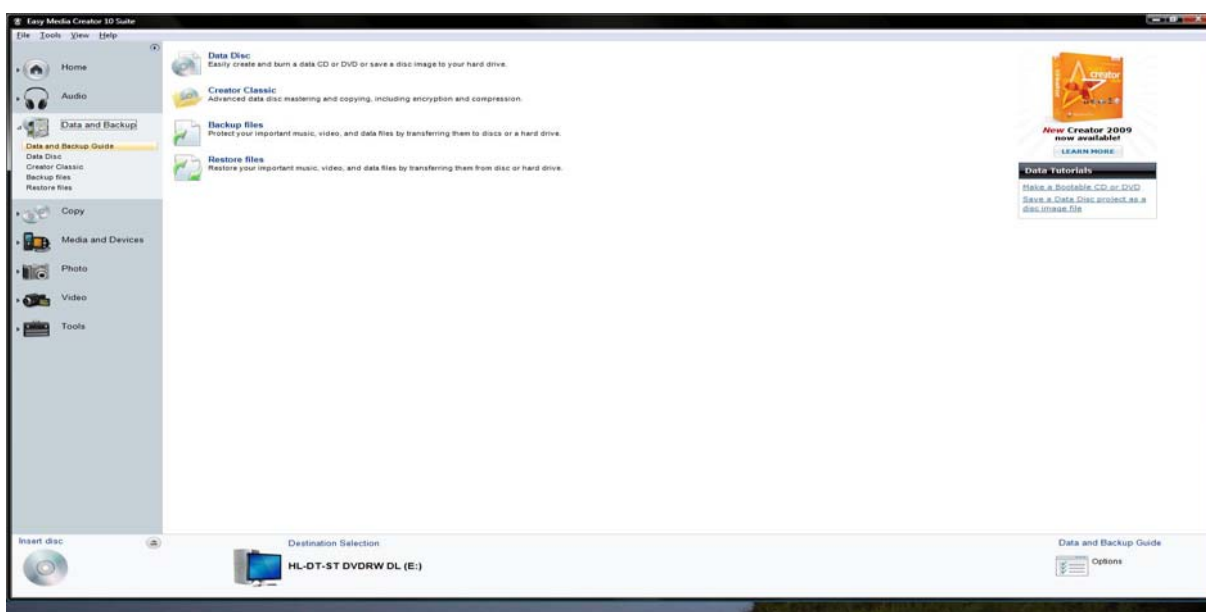 Easy Media Creator 10 Suite
File Tools View Help
Home
Audio
Data and Backup
Data and Backup Guide
Data Disc
Creator Classic
Backup files
Restore files
Copy
Media and Devices
Photo
Video
Tools
Data Disc
Easily create and burn a data CD or DVD or save a disc image to your hard drive.
Creator Classic
Advanced data disc mastering and copying, including encryption and compression.
Backup files
Protect your important music, video, and data files by transferring them to discs or a hard drive.
Restore files
Restore your important music, video, and data files by transferring them from disc or hard drive.
creator
New Creator 2009
now available!
LEARN MORE
Data Tutorials
Make a Bootable CD or DVD
Save a Data Disc project as a
disc image file
Insert disc
Destination Selection
HL-DT-ST DVDRW DL (E:)
Data and Backup Guide
Options